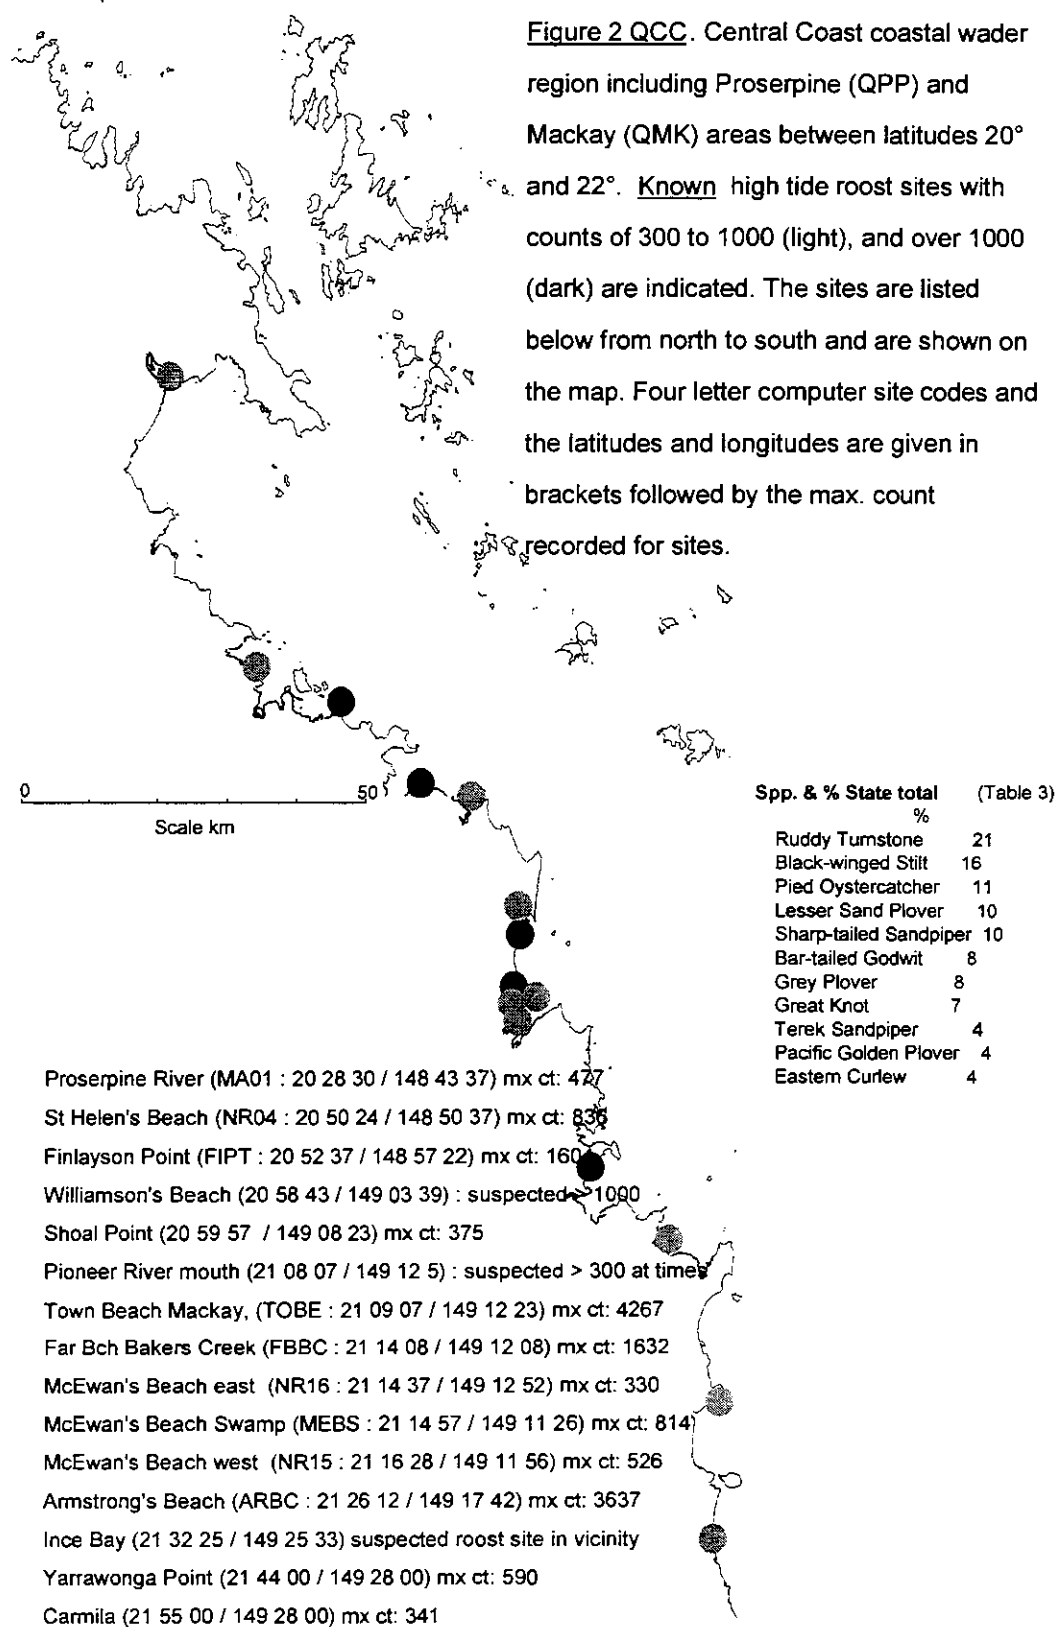 Figure 2 QCC. Central Coast coastal wader
region including Proserpine (QPP) and
Mackay (QMK) areas between latitudes 20°
and 22°. Known high tide roost sites with
counts of 300 to 1000 (light), and over 1000
(dark) are indicated. The sites are listed
below from north to south and are shown on
the map. Four letter computer site codes and
the latitudes and longitudes are given in
brackets followed by the max. count
recorded for sites.
0 50
Scale km
Spp. & % State total (Table 3)
%
Ruddy Turnstone 21
Black-winged Stilt 16
Pied Oystercatcher 11
Lesser Sand Plover 10
Sharp-tailed Sandpiper 10
Bar-tailed Godwit 8
Grey Plover 8
Great Knot 7
Terek Sandpiper 4
Pacific Golden Plover 4
Eastern Curlew 4
Proserpine River (MA01 : 20 28 30 / 148 43 37) mx ct: 477
St Helen's Beach (NR04 : 20 50 24 / 148 50 37) mx ct: 836
Finlayson Point (FIPT : 20 52 37 / 148 57 22) mx ct:
Williamson's Beach (20 58 43 / 149 03 39) : suspected > 1000
Shoal Point (20 59 57 / 149 08 23) mx ct: 375
Pioneer River mouth (21 08 07 / 149 12 5) : suspected > 300 at times
Town Beach Mackay, (TOBE : 21 09 07 / 149 12 23) mx ct: 4267
Far Bch Bakers Creek (FBBC : 21 14 08 / 149 12 08) mx ct: 1632
McEwan's Beach east (NR16 : 21 14 37 / 149 12 52) mx ct: 330
McEwan's Beach Swamp (MEBS : 21 14 57 / 149 11 26) mx ct: 814
McEwan's Beach west (NR15 : 21 16 28 / 149 11 56) mx ct: 526
Armstrong's Beach (ARBC : 21 26 12 / 149 17 42) mx ct: 3637
Ince Bay (21 32 25 / 149 25 33) suspected roost site in vicinity
Yarrawonga Point (21 44 00 / 149 28 00) mx ct: 590
Carmila (21 55 00 / 149 28 00) mx ct: 341